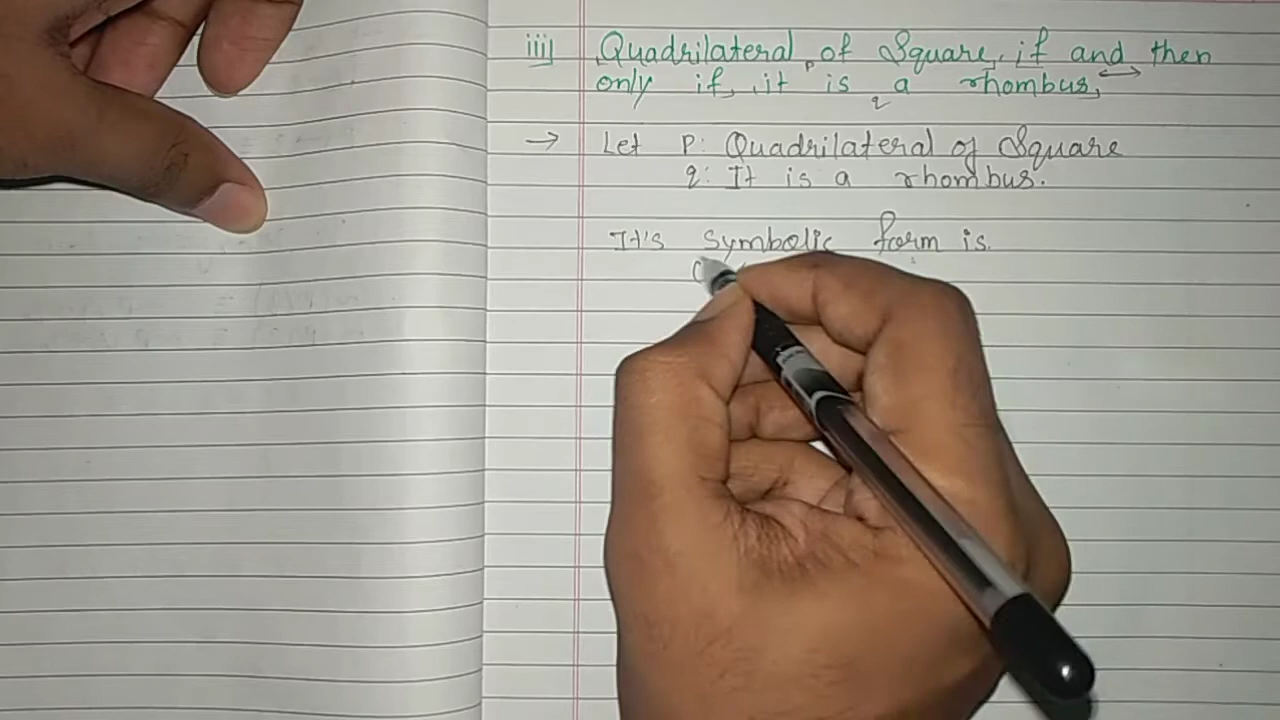 iii) Quadrilateral of Square, if and then
p ↔
only if, it is a rhombus,
q
→ Let p: Quadrilateral of Square
q: It is a rhombus.
It's symbolic form is.
(